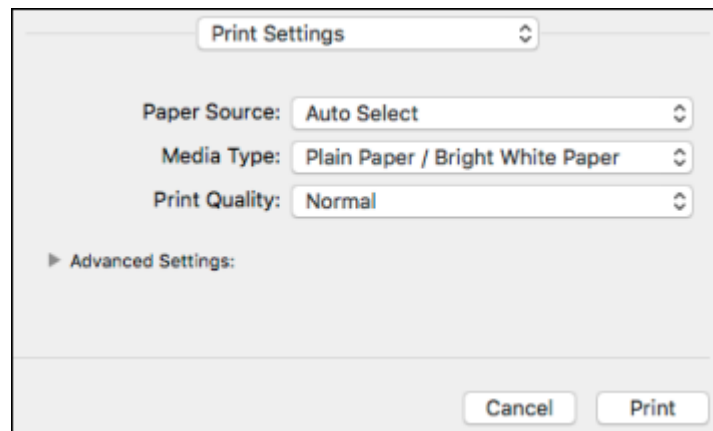 Print Settings
Paper Source: Auto Select
Media Type: Plain Paper / Bright White Paper
Print Quality: Normal
Advanced Settings:
Cancel Print